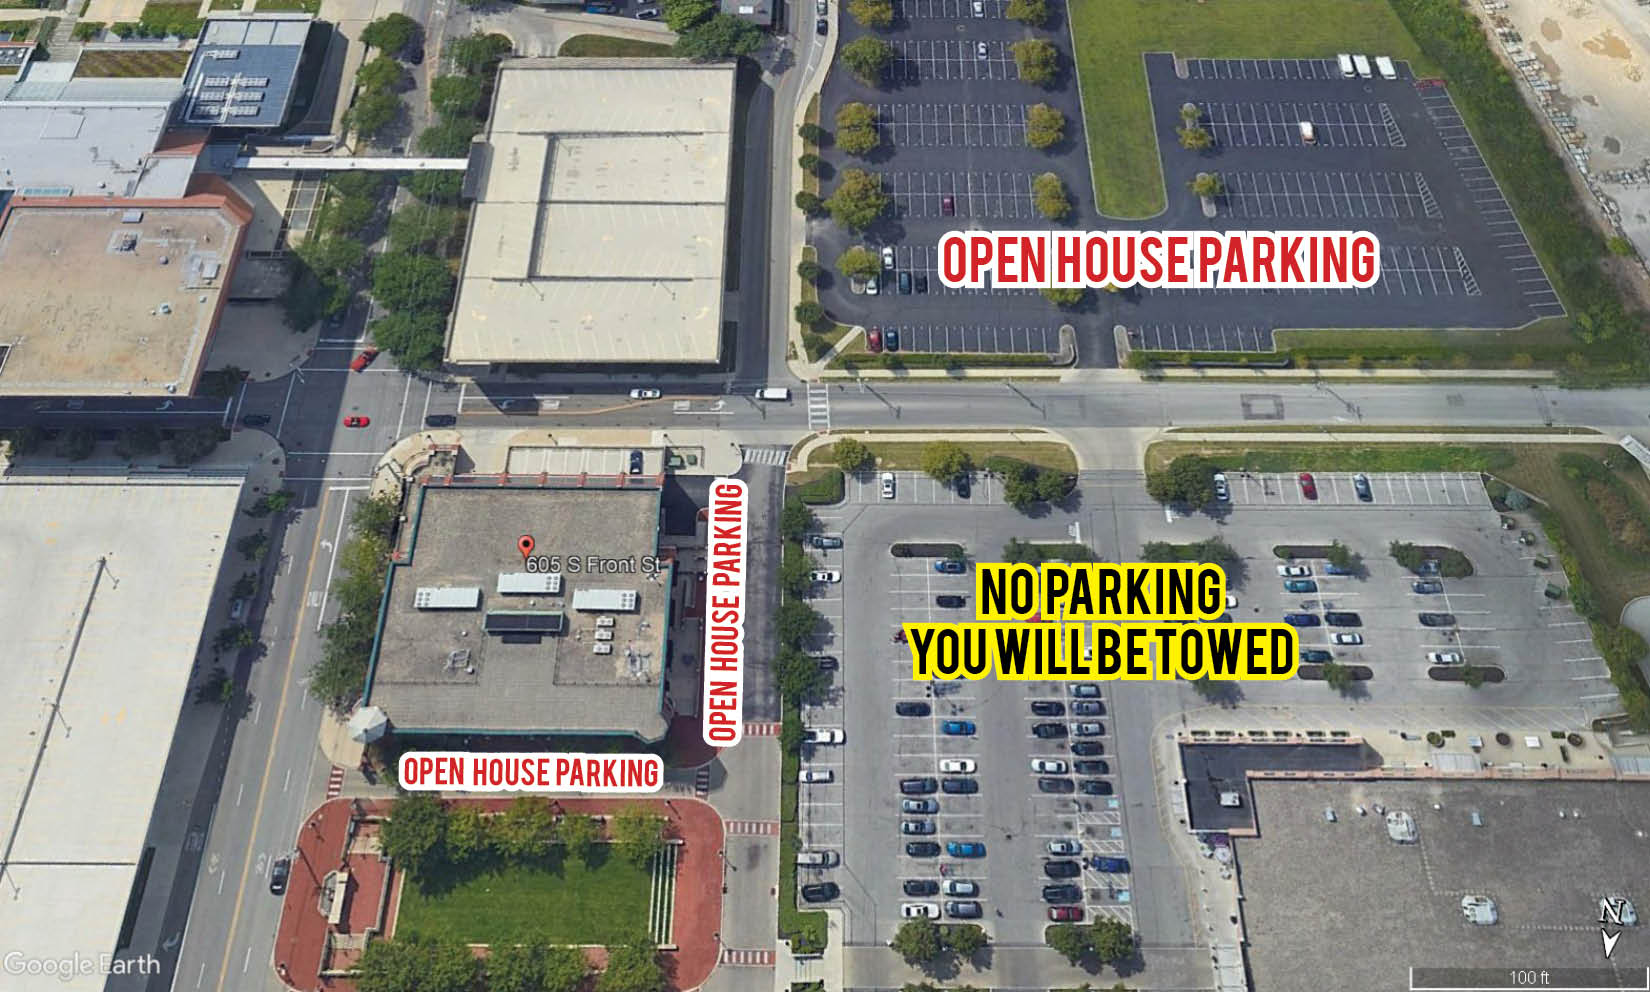 OPEN HOUSE PARKING
605 S Front St
OPEN HOUSE PARKING
NO PARKING
YOU WILL BE TOWED
OPEN HOUSE PARKING
N
Google Earth
100 ft